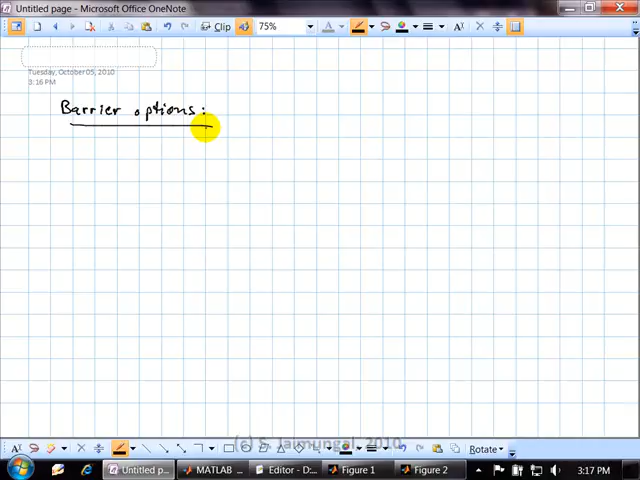 Untitled page - Microsoft Office OneNote
Clip
75%
Tuesday, October 05, 2010
3:16 PM
Barrier options:
(c) S. Jaimungal, 2010
Rotate
Untitled p...
MATLAB ...
Editor - D:...
Figure 1
Figure 2
3:17 PM